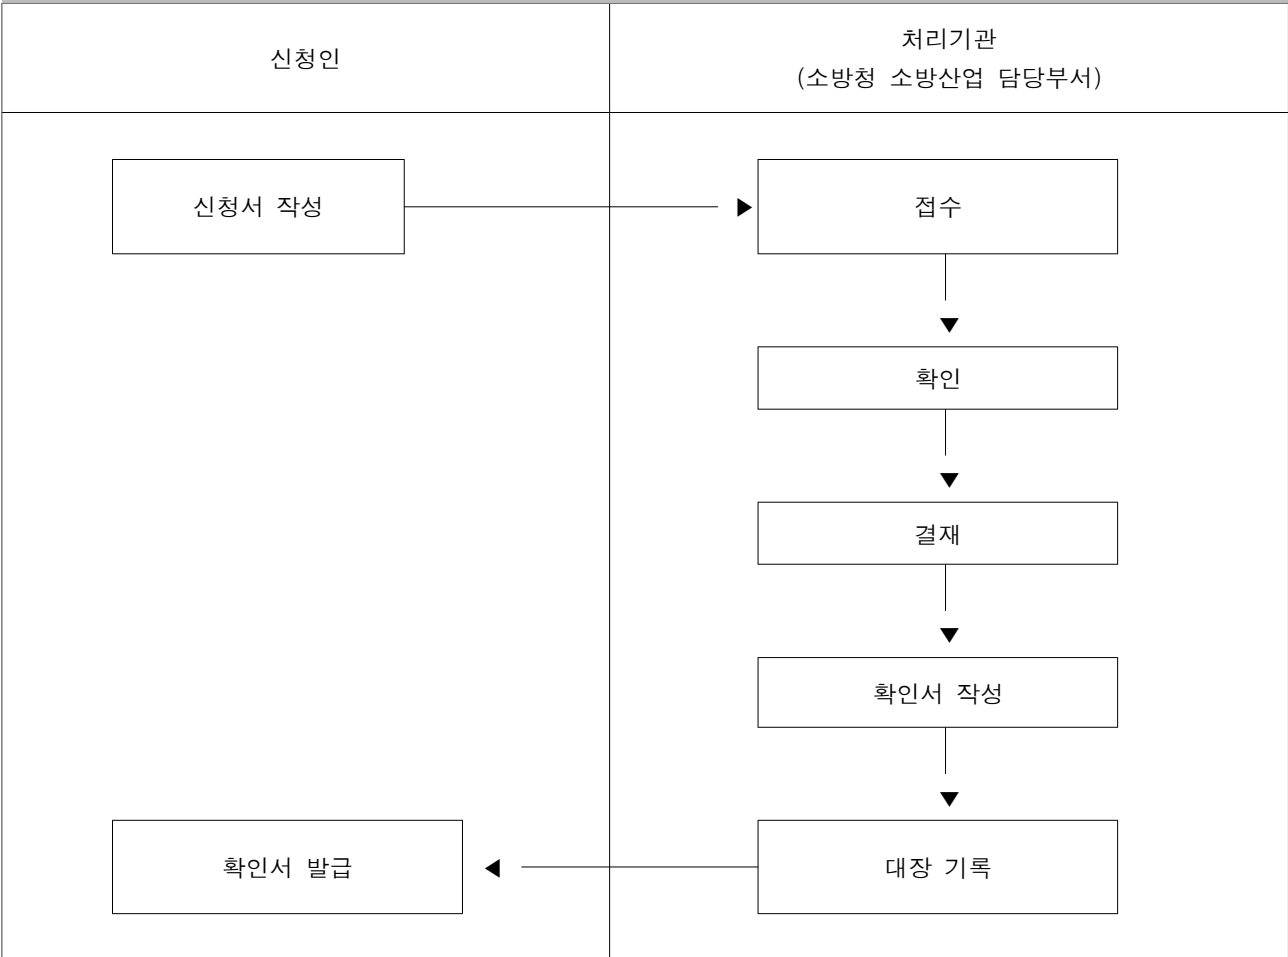 신청인
처리기관
(소방청 소방산업 담당부서)
신청서 작성
접수
확인
결재
확인서 작성
확인서 발급
대장 기록